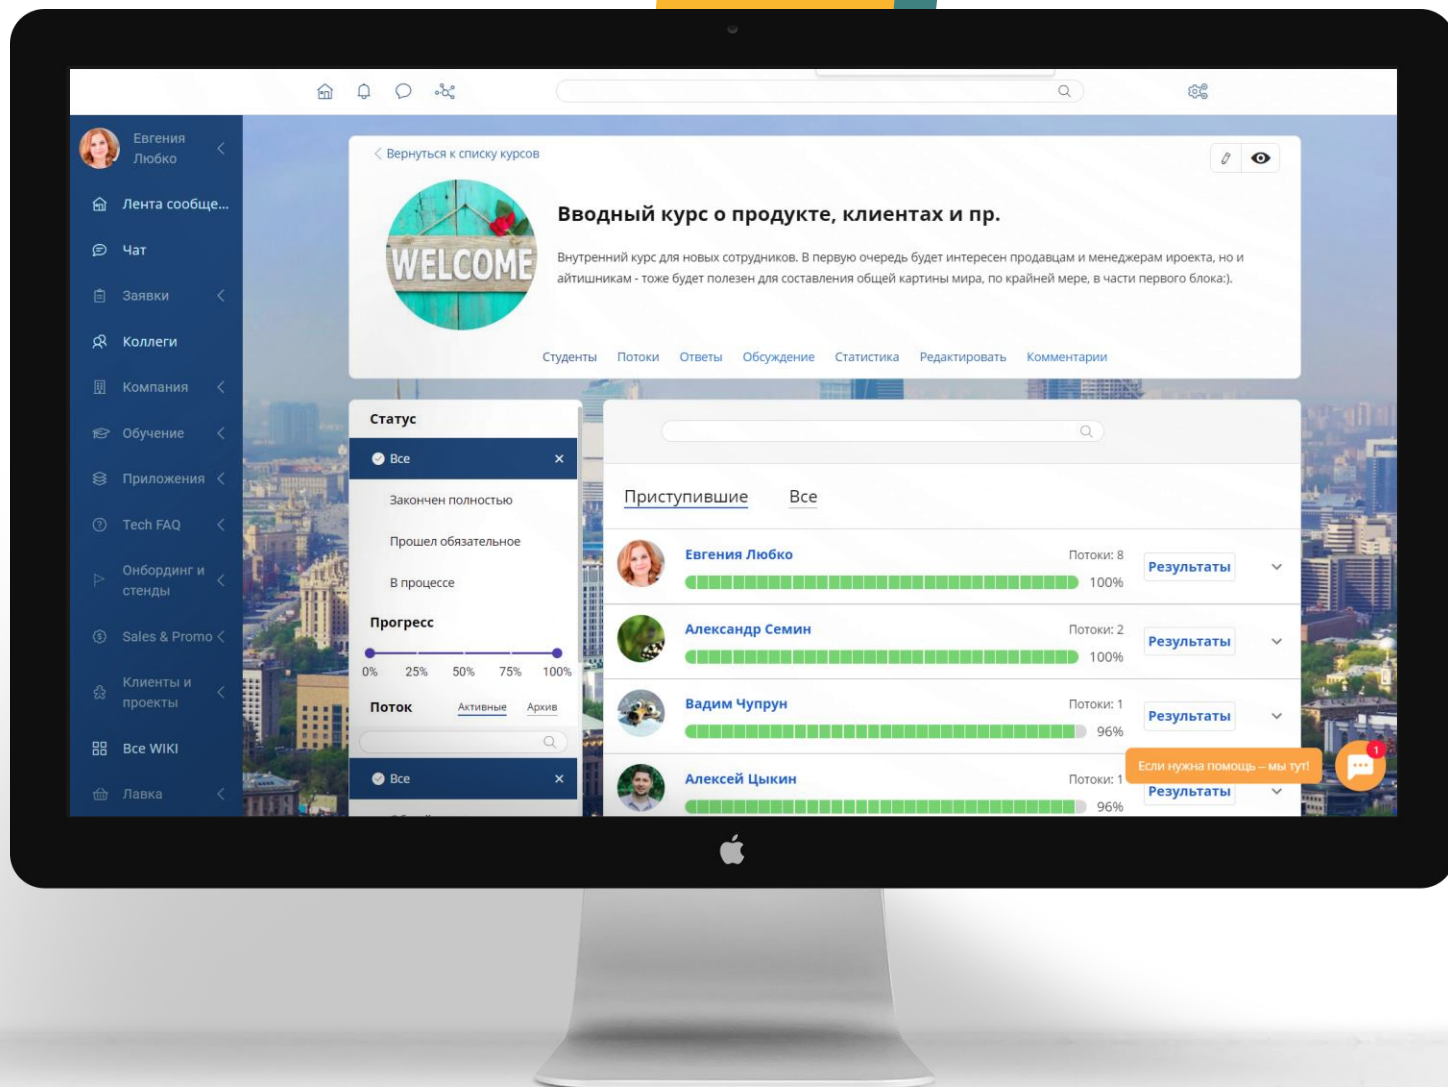 Евгения
Любко
Лента сообще...
Чат
Заявки
Коллеги
Компания
Обучение
Приложения
Tech FAQ
Онбординг и
стенды
Sales & Promo
Клиенты и
проекты
Все WIKI
Лавка
Вернуться к списку курсов
WELCOME
Вводный курс о продукте, клиентах и пр.
Внутренний курс для новых сотрудников. В первую очередь будет интересен продавцам и менеджерам ироекта, но и
айтишникам - тоже будет полезен для составления общей картины мира, по крайней мере, в части первого блока:).
Студенты Потоки Ответы Обсуждение Статистика Редактировать Комментарии
Статус
Все
Закончен полностью
Прошел обязательное
В процессе
Прогресс
0% 25% 50% 75% 100%
Поток Активные Архив
Все
Приступившие Все
Евгения Любко Потоки: 8
100%
Результаты
Александр Семин Потоки: 2
100%
Результаты
Вадим Чупрун Потоки: 1
96%
Результаты
Алексей Цыкин Потоки: 1
96%
Результаты
Если нужна помощь – мы тут!
1